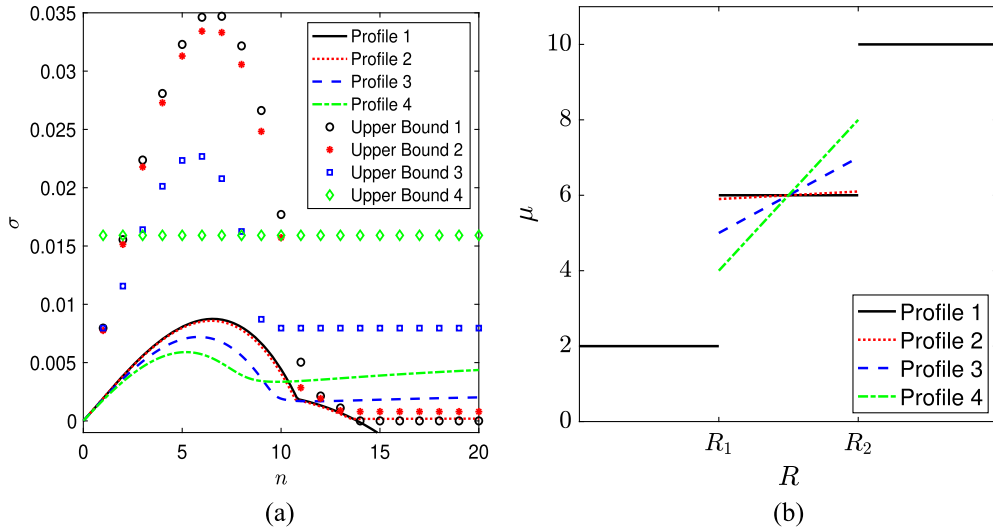 0.035
0.03
0.025
0.02
0.015
0.01
0.005
0
σ
0 5 10 15 20
n
Profile 1
Profile 2
Profile 3
Profile 4
Upper Bound 1
Upper Bound 2
Upper Bound 3
Upper Bound 4
(a)
10
8
6
4
2
0
μ
R1 R2
R
Profile 1
Profile 2
Profile 3
Profile 4
(b)